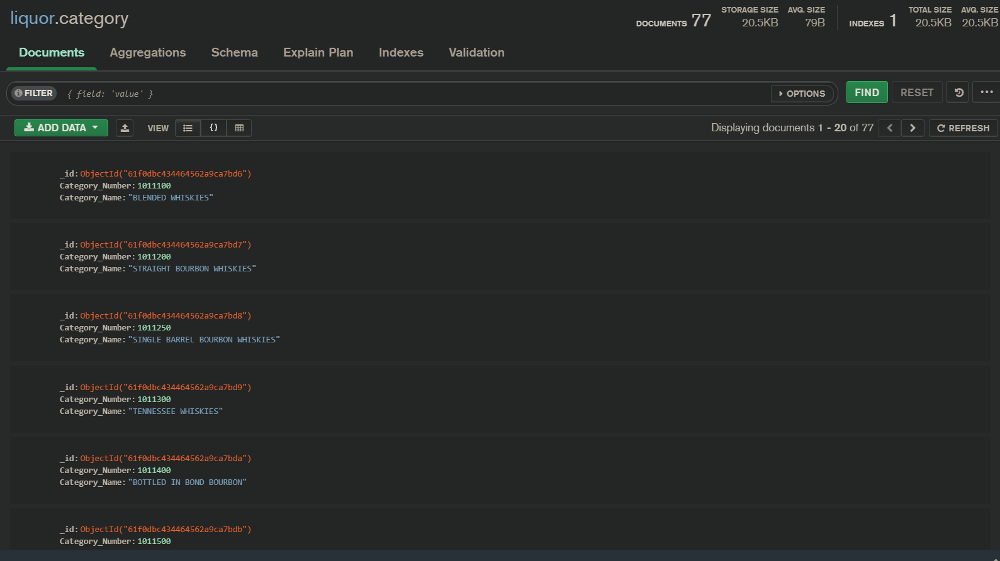 liquor.category
DOCUMENTS 77
STORAGE SIZE 20.5KB
AVG. SIZE 79B
INDEXES 1
TOTAL SIZE 20.5KB
AVG. SIZE 20.5KB
Documents Aggregations Schema Explain Plan Indexes Validation
FILTER { field: 'value' } OPTIONS FIND RESET
ADD DATA VIEW {} Displaying documents 1 - 20 of 77 REFRESH
_id: ObjectId("61f0dbc434464562a9ca7bd6")
Category_Number: 1011100
Category_Name: "BLENDED WHISKIES"
_id: ObjectId("61f0dbc434464562a9ca7bd7")
Category_Number: 1011200
Category_Name: "STRAIGHT BOURBON WHISKIES"
_id: ObjectId("61f0dbc434464562a9ca7bd8")
Category_Number: 1011250
Category_Name: "SINGLE BARREL BOURBON WHISKIES"
_id: ObjectId("61f0dbc434464562a9ca7bd9")
Category_Number: 1011300
Category_Name: "TENNESSEE WHISKIES"
_id: ObjectId("61f0dbc434464562a9ca7bda")
Category_Number: 1011400
Category_Name: "BOTTLED IN BOND BOURBON"
_id: ObjectId("61f0dbc434464562a9ca7bdb")
Category_Number: 1011500